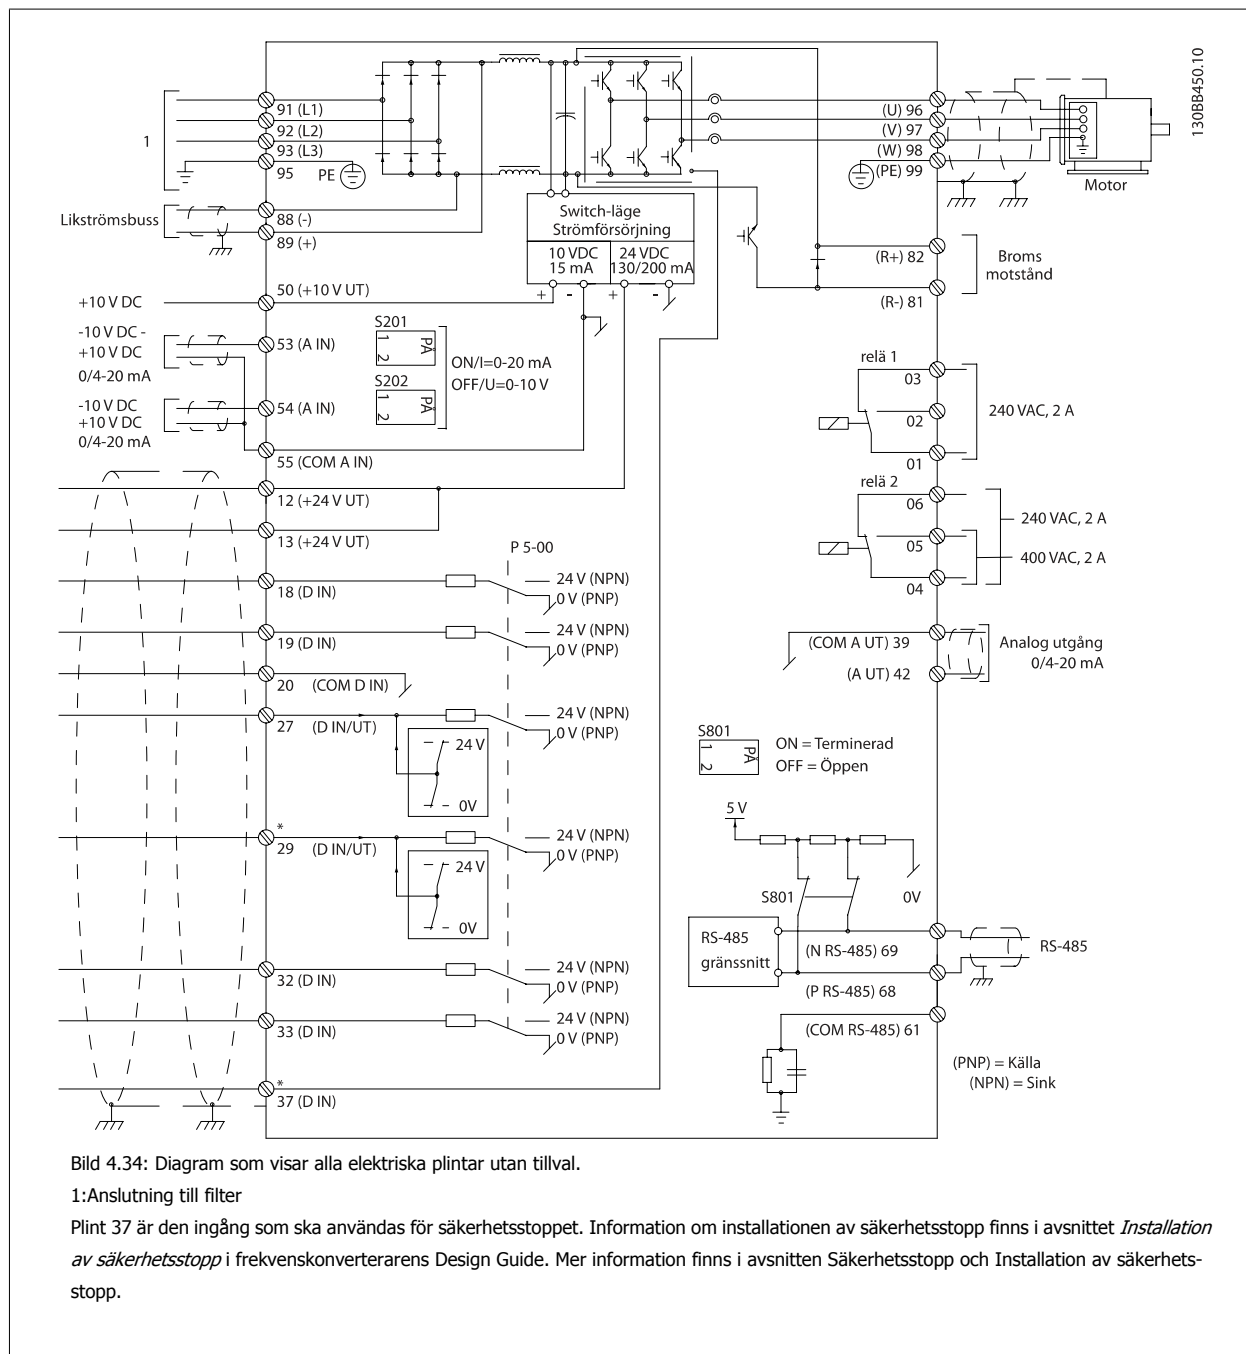 130BB450.10
1
91 (L1)
92 (L2)
93 (L3)
95
PE
(U) 96
(V) 97
(W) 98
(PE) 99
Motor
Likströmsbuss
88 (-)
89 (+)
Switch-läge
Strömförsörjning
10 VDC
15 mA
24 VDC
130/200 mA
+
-
+
-
(R+) 82
(R-) 81
Broms
motstånd
+10 V DC
50 (+10 V UT)
-10 V DC -
+10 V DC
0/4-20 mA
53 (A IN)
S201
1
2
PÅ
ON/I=0-20 mA
OFF/U=0-10 V
S202
1
2
PÅ
-10 V DC
+10 V DC
0/4-20 mA
54 (A IN)
55 (COM A IN)
relä 1
03
02
01
240 VAC, 2 A
relä 2
06
05
04
240 VAC, 2 A
400 VAC, 2 A
12 (+24 V UT)
13 (+24 V UT)
P 5-00
18 (D IN)
24 V (NPN)
0 V (PNP)
19 (D IN)
24 V (NPN)
0 V (PNP)
20 (COM D IN)
27 (D IN/UT)
24 V (NPN)
0 V (PNP)
24 V
0V
*
29 (D IN/UT)
24 V (NPN)
0 V (PNP)
24 V
0V
32 (D IN)
24 V (NPN)
0 V (PNP)
33 (D IN)
24 V (NPN)
0 V (PNP)
*
37 (D IN)
(COM A UT) 39
(A UT) 42
Analog utgång
0/4-20 mA
S801
1
2
PÅ
ON = Terminerad
OFF = Öppen
5 V
S801
0V
RS-485
gränssnitt
(N RS-485) 69
(P RS-485) 68
(COM RS-485) 61
RS-485
(PNP) = Källa
(NPN) = Sink
Bild 4.34: Diagram som visar alla elektriska plintar utan tillval.
1:Anslutning till filter
Plint 37 är den ingång som ska användas för säkerhetsstoppet. Information om installationen av säkerhetsstopp finns i avsnittet Installation
av säkerhetsstopp i frekvenskonverterarens Design Guide. Mer information finns i avsnitten Säkerhetsstopp och Installation av säkerhets-
stopp.